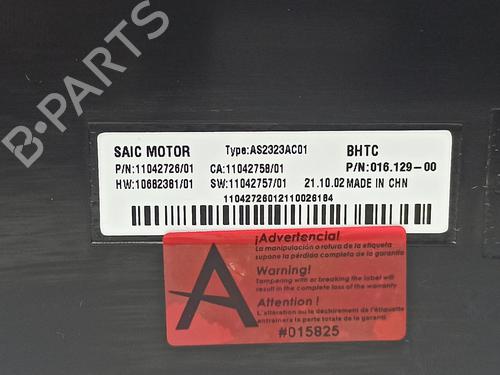 B-PARTS
SAIC MOTOR Type:AS2323AC01 BHTC
P/N:11042726/01 CA:11042758/01 P/N:016.129-00
HW:10682381/01 SW:11042757/01 21.10.02 MADE IN CHN
11042726012110026184
¡Advertencia!
La manipulación o rotura de la etiqueta
supone la pérdida completa de la garantía
Warning!
Tampering with or breaking the label will
result in the complete loss of the warranty
Attention !
L'altération ou le déchirement de l'étiquette
entraînera la perte totale de la garantie.
#015825